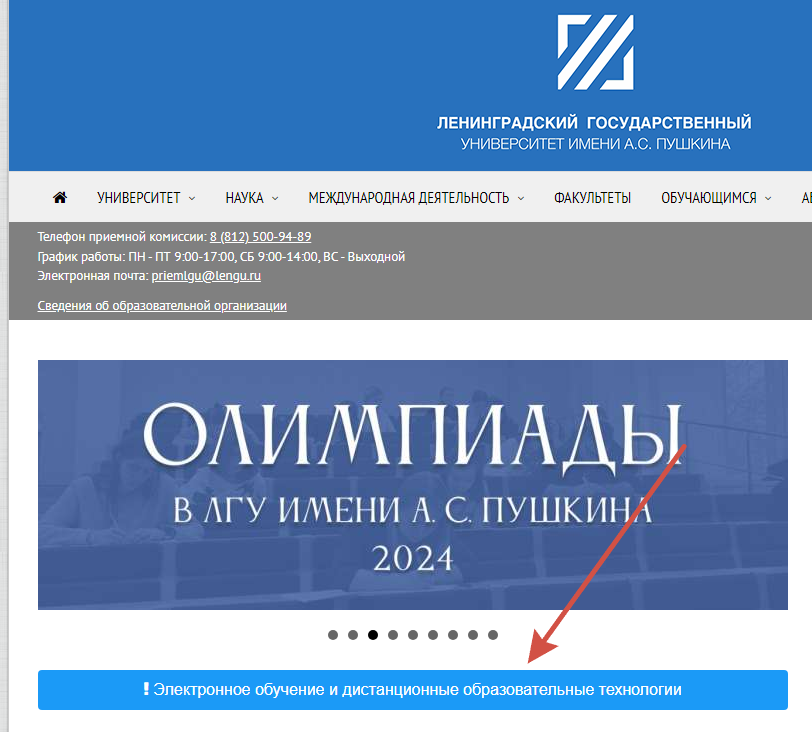 ЛЕНИНГРАДСКИЙ ГОСУДАРСТВЕННЫЙ
УНИВЕРСИТЕТ ИМЕНИ А.С. ПУШКИНА
УНИВЕРСИТЕТ НАУКА МЕЖДУНАРОДНАЯ ДЕЯТЕЛЬНОСТЬ ФАКУЛЬТЕТЫ ОБУЧАЮЩИМСЯ
Телефон приемной комиссии: 8 (812) 500-94-89
График работы: ПН - ПТ 9:00-17:00, СБ 9:00-14:00, ВС - Выходной
Электронная почта: priemlgu@lengu.ru
Сведения об образовательной организации
ОЛИМПИАДЫ
В ЛГУ ИМЕНИ А. С. ПУШКИНА
2024
! Электронное обучение и дистанционные образовательные технологии